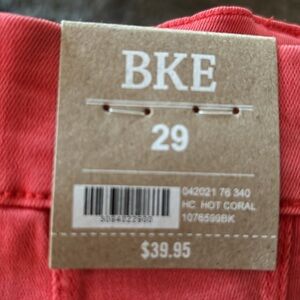 BKE
29
042021 76 340
HC HOT CORAL
1076599BK
$39.95